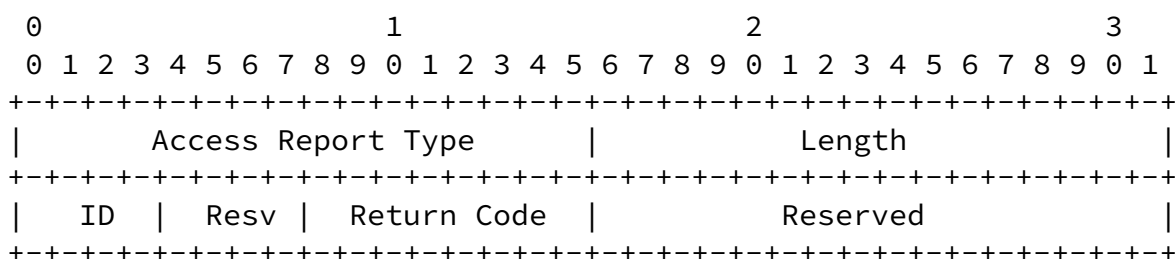 0                   1                   2                   3
 0 1 2 3 4 5 6 7 8 9 0 1 2 3 4 5 6 7 8 9 0 1 2 3 4 5 6 7 8 9 0 1
+-+-+-+-+-+-+-+-+-+-+-+-+-+-+-+-+-+-+-+-+-+-+-+-+-+-+-+-+-+-+-+-+
|       Access Report Type      |           Length              |
+-+-+-+-+-+-+-+-+-+-+-+-+-+-+-+-+-+-+-+-+-+-+-+-+-+-+-+-+-+-+-+-+
|   ID  |  Resv |  Return Code  |          Reserved             |
+-+-+-+-+-+-+-+-+-+-+-+-+-+-+-+-+-+-+-+-+-+-+-+-+-+-+-+-+-+-+-+-+